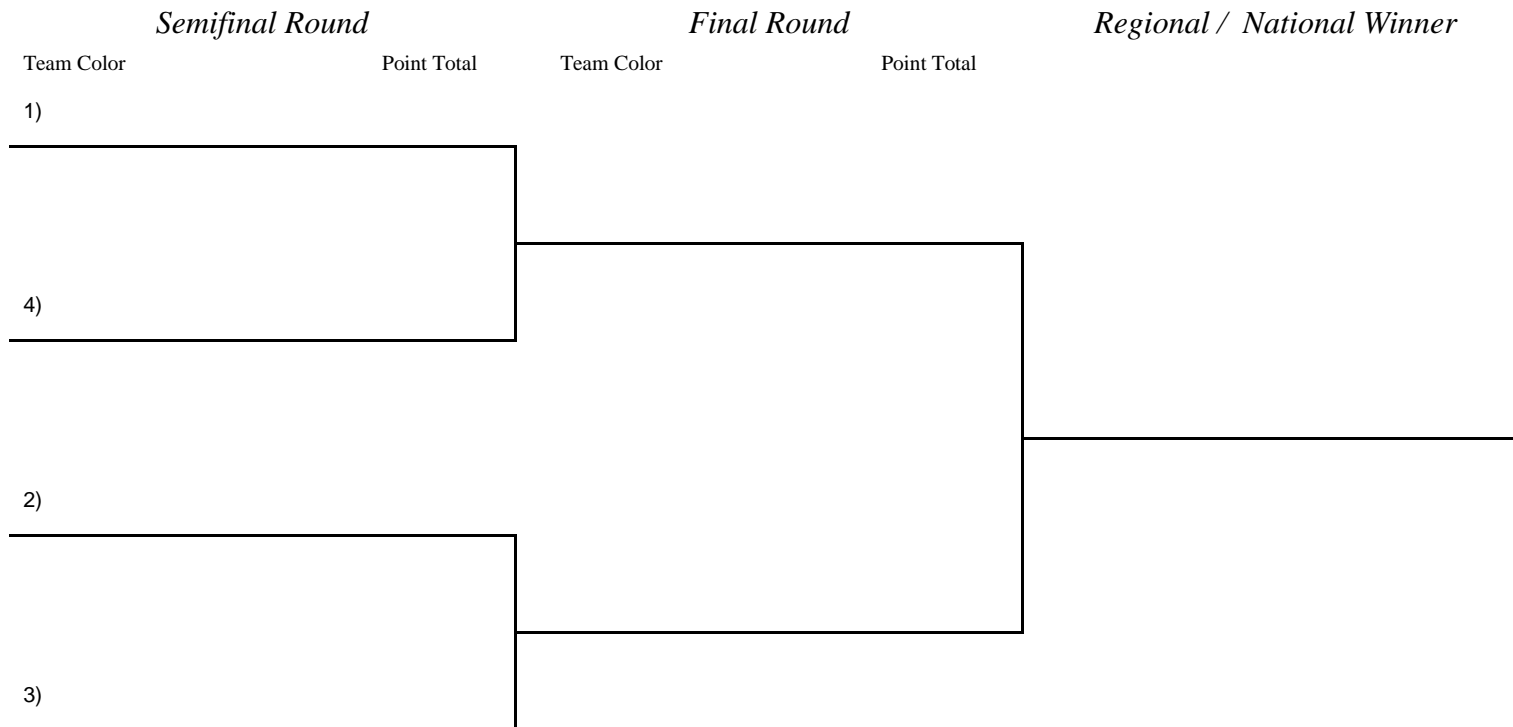 Semifinal Round Final Round Regional / National Winner
Team Color Point Total Team Color Point Total
1)
4)
2)
3)